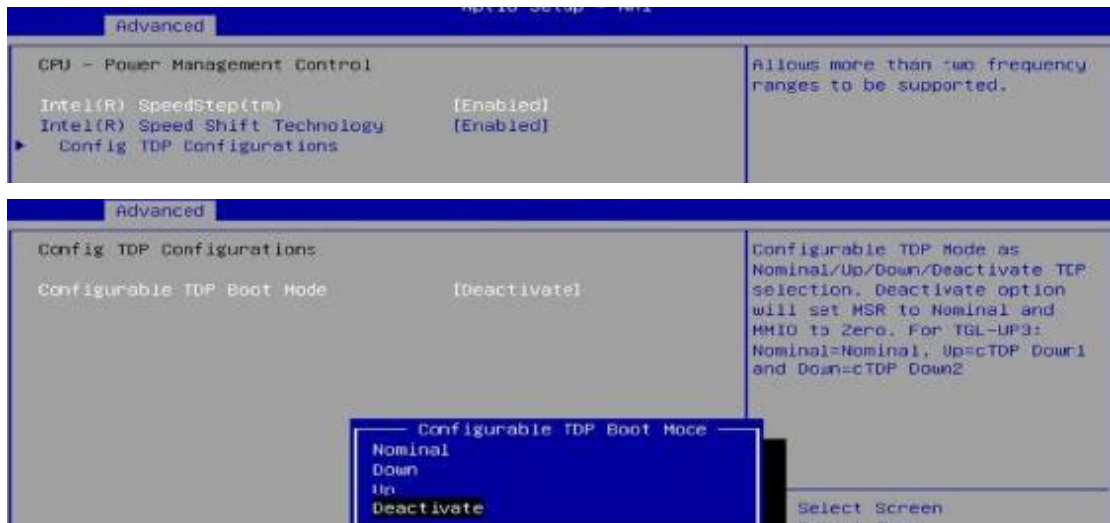 Aptio Setup - AMI
Advanced
CPU - Power Management Control
Intel(R) SpeedStep(tm) [Enabled]
Intel(R) Speed Shift Technology [Enabled]
Config TDP Configurations
Allows more than two frequency
ranges to be supported.
Advanced
Config TDP Configurations
Configurable TDP Boot Mode [Deactivate]
Configurable TDP Mode as
Nominal/Up/Down/Deactivate TDP
selection. Deactivate option
will set MSR to Nominal and
MMIO to Zero. For TGL-UP3:
Nominal=Nominal, Up=cTDP Down1
and Down=cTDP Down2
Configurable TDP Boot Mode
Nominal
Down
Up
Deactivate
Select Screen